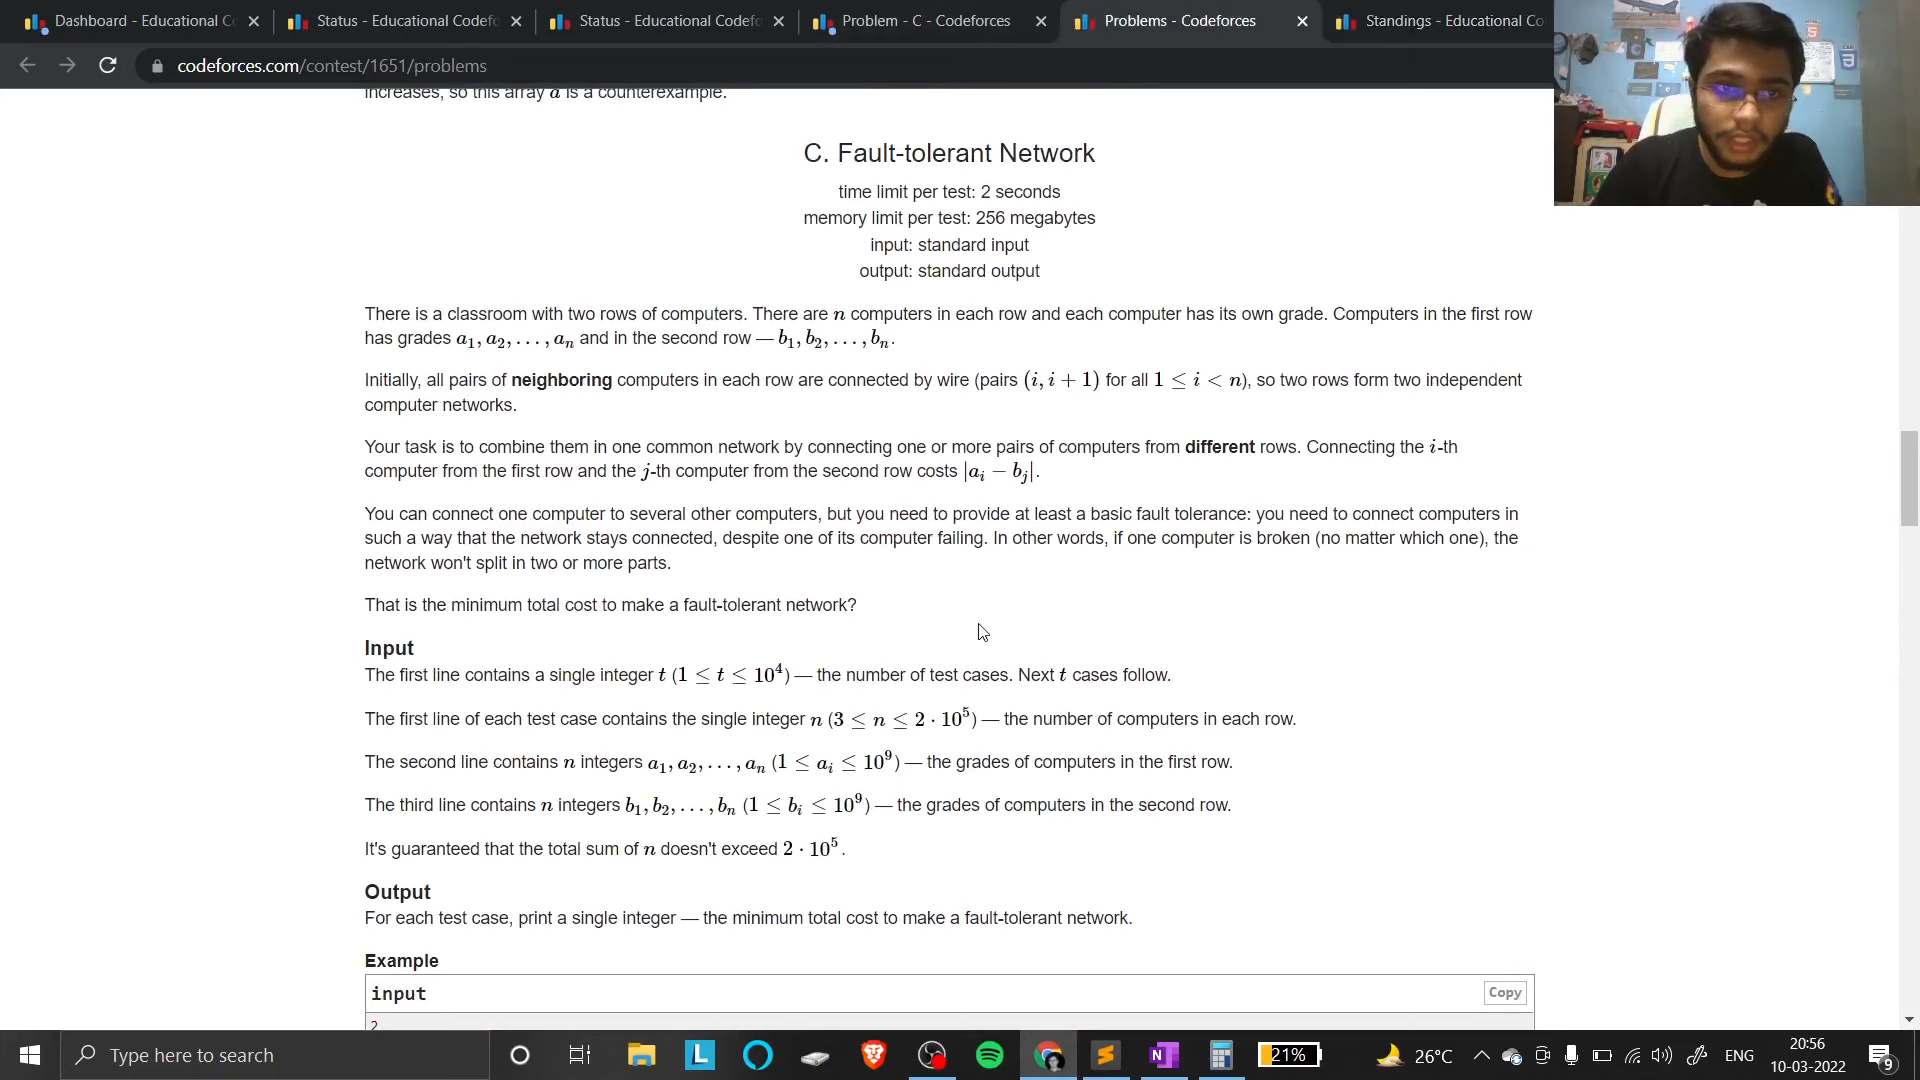 Dashboard - Educational Co
Status - Educational Codefo
Status - Educational Codefo
Problem - C - Codeforces
Problems - Codeforces
Standings - Educational Co
codeforces.com/contest/1651/problems
increases, so this array a is a counterexample.
C. Fault-tolerant Network
time limit per test: 2 seconds
memory limit per test: 256 megabytes
input: standard input
output: standard output
There is a classroom with two rows of computers. There are n computers in each row and each computer has its own grade. Computers in the first row
has grades a₁, a₂, . . . , aₙ and in the second row — b₁, b₂, . . . , bₙ.
Initially, all pairs of neighboring computers in each row are connected by wire (pairs (i, i + 1) for all 1 ≤ i < n), so two rows form two independent
computer networks.
Your task is to combine them in one common network by connecting one or more pairs of computers from different rows. Connecting the i-th
computer from the first row and the j-th computer from the second row costs |aᵢ − bⱼ|.
You can connect one computer to several other computers, but you need to provide at least a basic fault tolerance: you need to connect computers in
such a way that the network stays connected, despite one of its computer failing. In other words, if one computer is broken (no matter which one), the
network won't split in two or more parts.
That is the minimum total cost to make a fault-tolerant network?
Input
The first line contains a single integer t (1 ≤ t ≤ 10⁴) — the number of test cases. Next t cases follow.
The first line of each test case contains the single integer n (3 ≤ n ≤ 2 · 10⁵) — the number of computers in each row.
The second line contains n integers a₁, a₂, . . . , aₙ (1 ≤ aᵢ ≤ 10⁹) — the grades of computers in the first row.
The third line contains n integers b₁, b₂, . . . , bₙ (1 ≤ bᵢ ≤ 10⁹) — the grades of computers in the second row.
It's guaranteed that the total sum of n doesn't exceed 2 · 10⁵.
Output
For each test case, print a single integer — the minimum total cost to make a fault-tolerant network.
Example
input
Copy
2
Type here to search
L
N
21%
26°C
ENG
20:56
10-03-2022
9